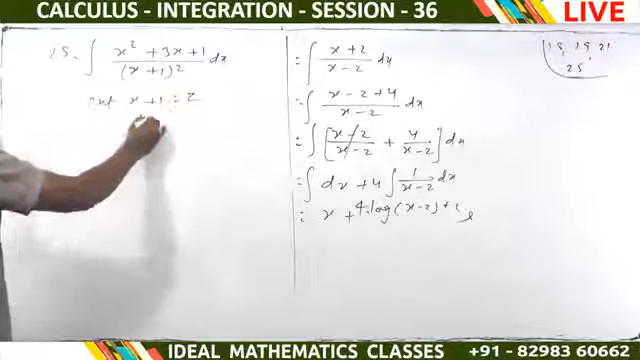 CALCULUS - INTEGRATION - SESSION - 36
LIVE
25. ∫ x² + 3x + 1 / (x + 1)² dx
put x + 1 = z
= ∫ x + 2 / x - 2 dx
= ∫ x - 2 + 4 / x - 2 dx
= ∫ [x - 2 / x - 2 + 4 / x - 2] dx
= ∫ dx + 4 ∫ 1 / x - 2 dx
= x + 4 log (x - 2) + c
18, 19, 21
25
IDEAL MATHEMATICS CLASSES +91 - 82983 60662